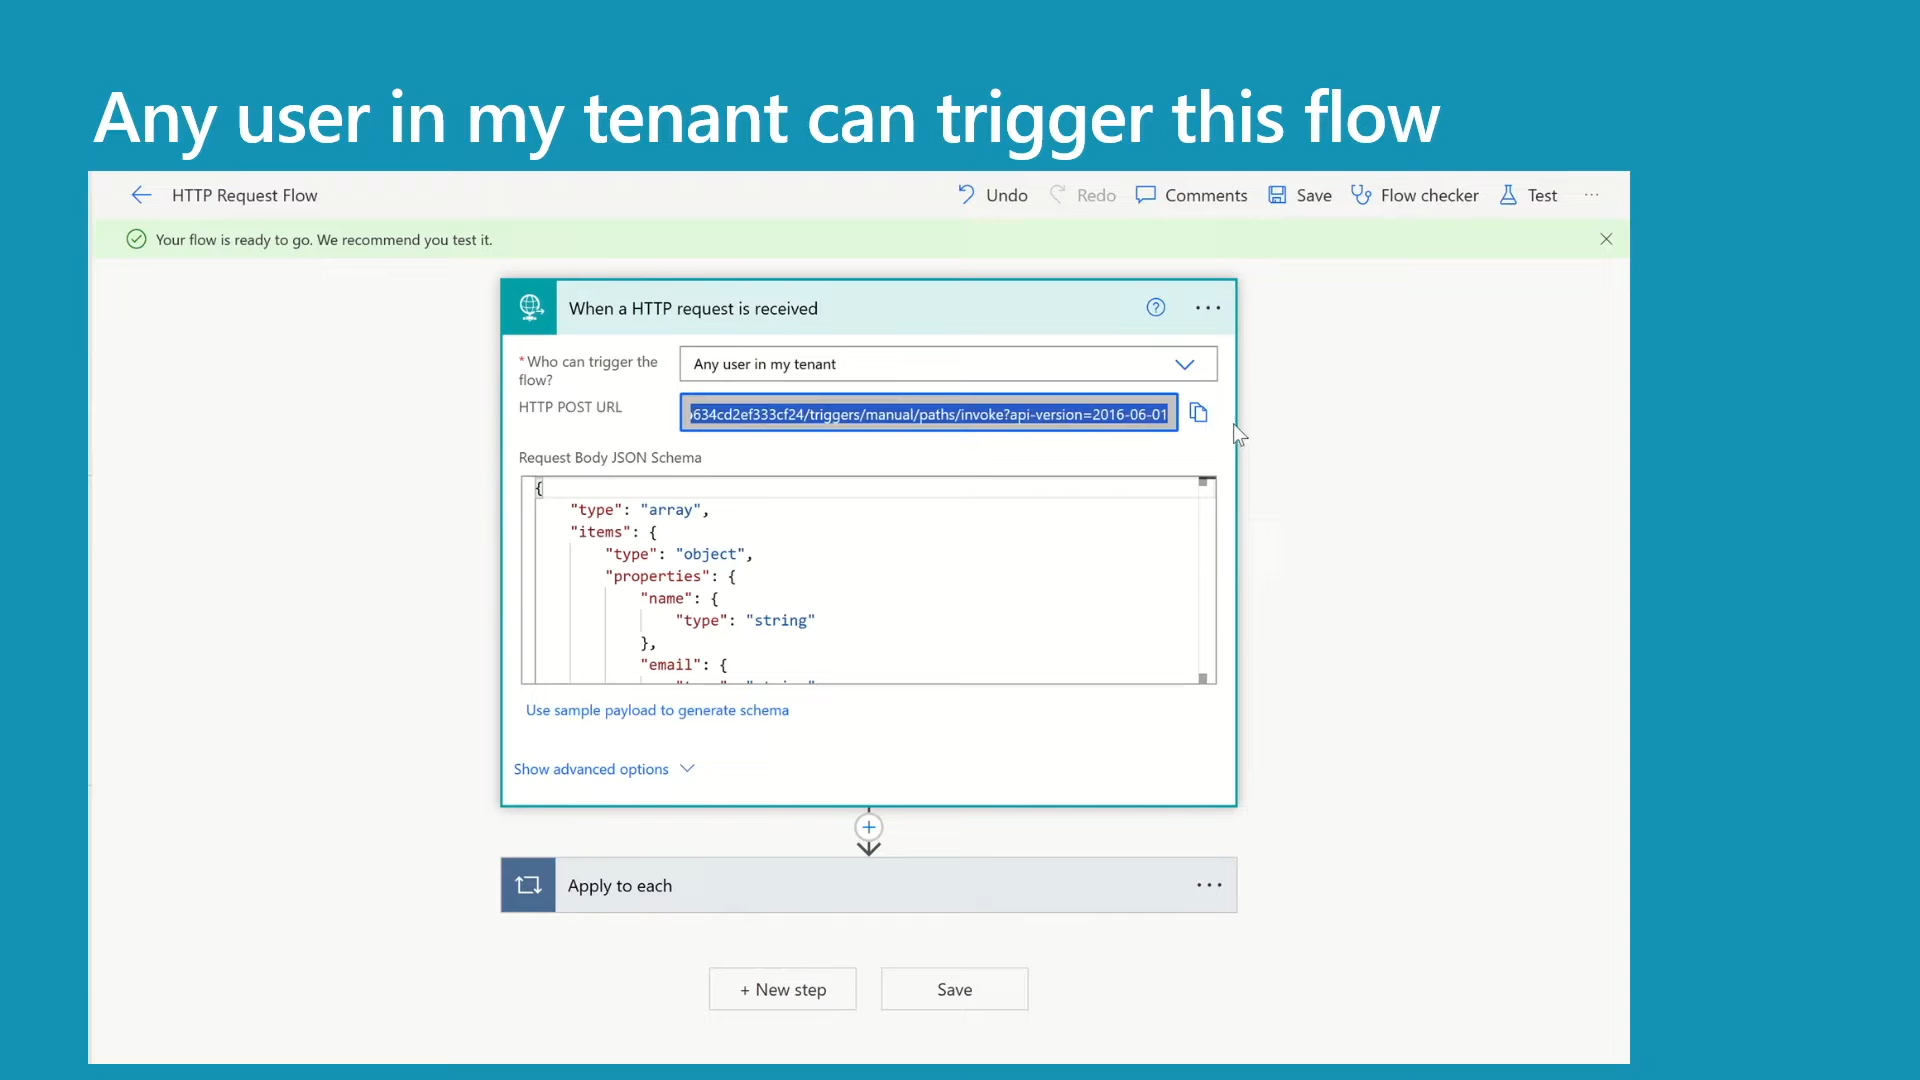 Any user in my tenant can trigger this flow
HTTP Request Flow
Undo
Redo
Comments
Save
Flow checker
Test
Your flow is ready to go. We recommend you test it.
When a HTTP request is received
* Who can trigger the
flow?
Any user in my tenant
HTTP POST URL
634cd2ef333cf24/triggers/manual/paths/invoke?api-version=2016-06-01
Request Body JSON Schema
{
"type": "array",
"items": {
"type": "object",
"properties": {
"name": {
"type": "string"
},
"email": {
Use sample payload to generate schema
Show advanced options
Apply to each
+ New step
Save